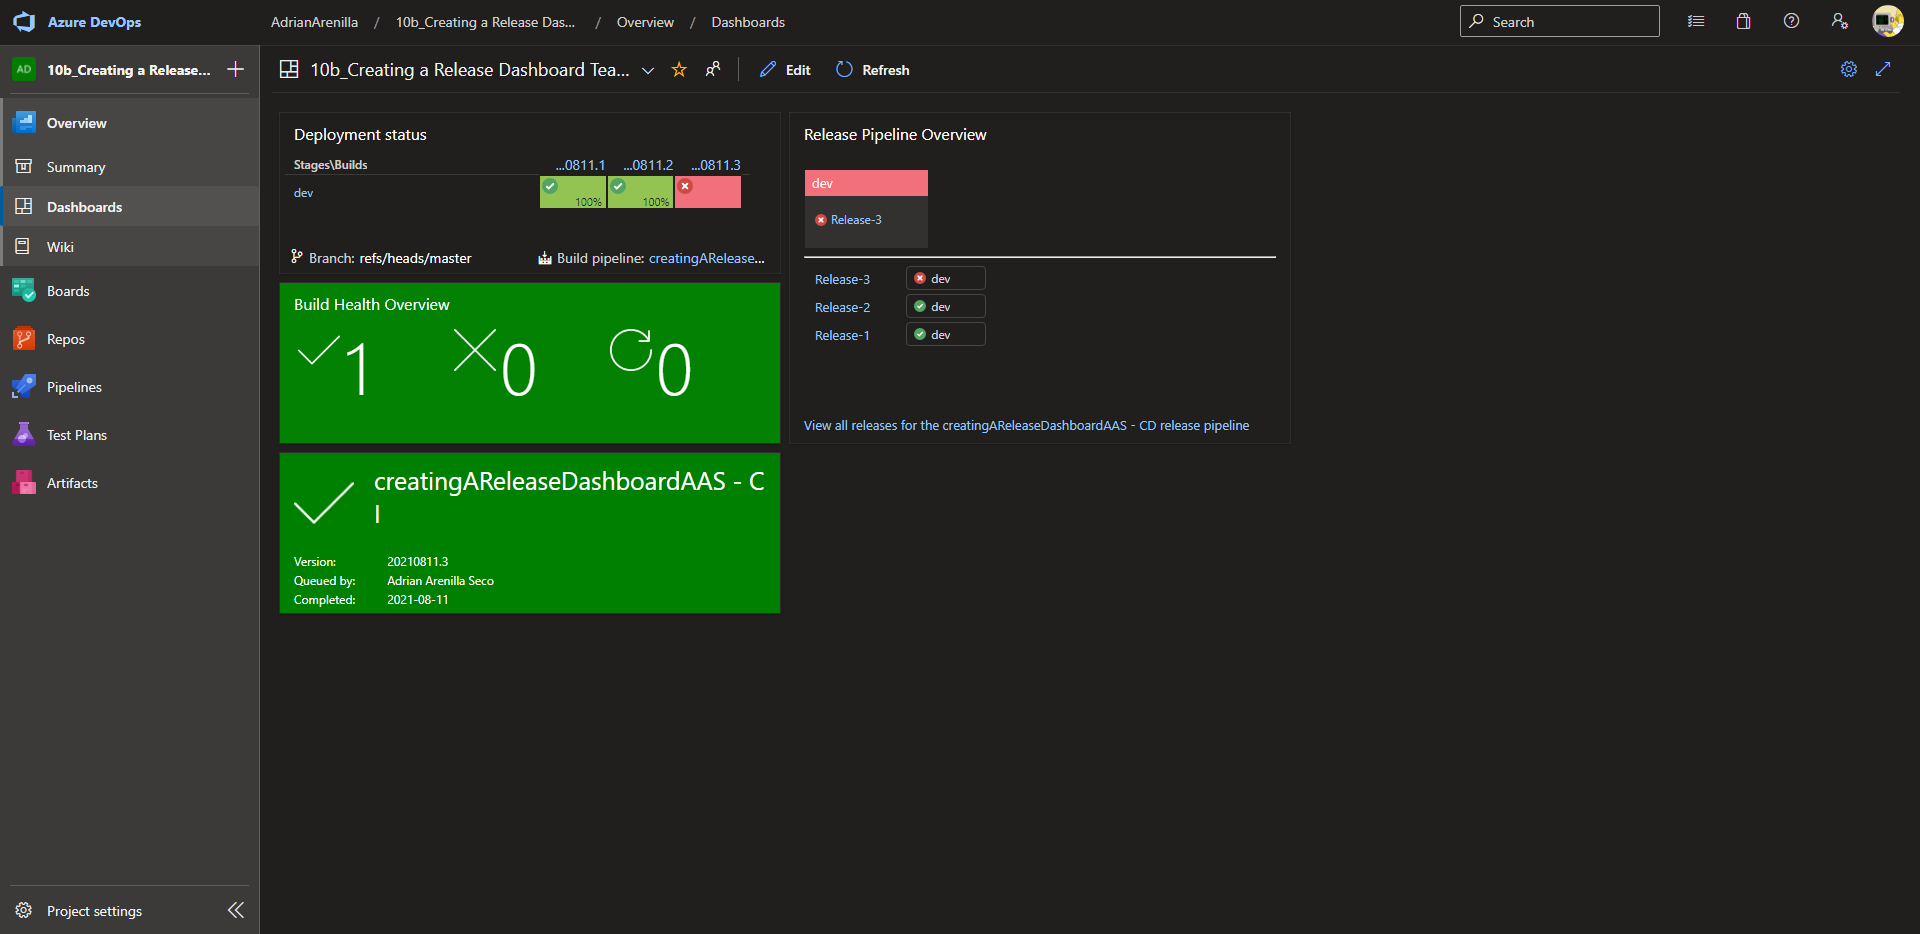 Azure DevOps
AdrianArenilla / 10b_Creating a Release Das... / Overview / Dashboards
Search
AD 10b_Creating a Release...
10b_Creating a Release Dashboard Tea...
Edit
Refresh
Overview
Summary
Dashboards
Wiki
Boards
Repos
Pipelines
Test Plans
Artifacts
Project settings
Deployment status
Stages\Builds ...0811.1 ...0811.2 ...0811.3
dev 100% 100%
Branch: refs/heads/master
Build pipeline: creatingARelease...
Build Health Overview
1 0 0
creatingAReleaseDashboardAAS - C
I
Version: 20210811.3
Queued by: Adrian Arenilla Seco
Completed: 2021-08-11
Release Pipeline Overview
dev
Release-3
Release-3 dev
Release-2 dev
Release-1 dev
View all releases for the creatingAReleaseDashboardAAS - CD release pipeline